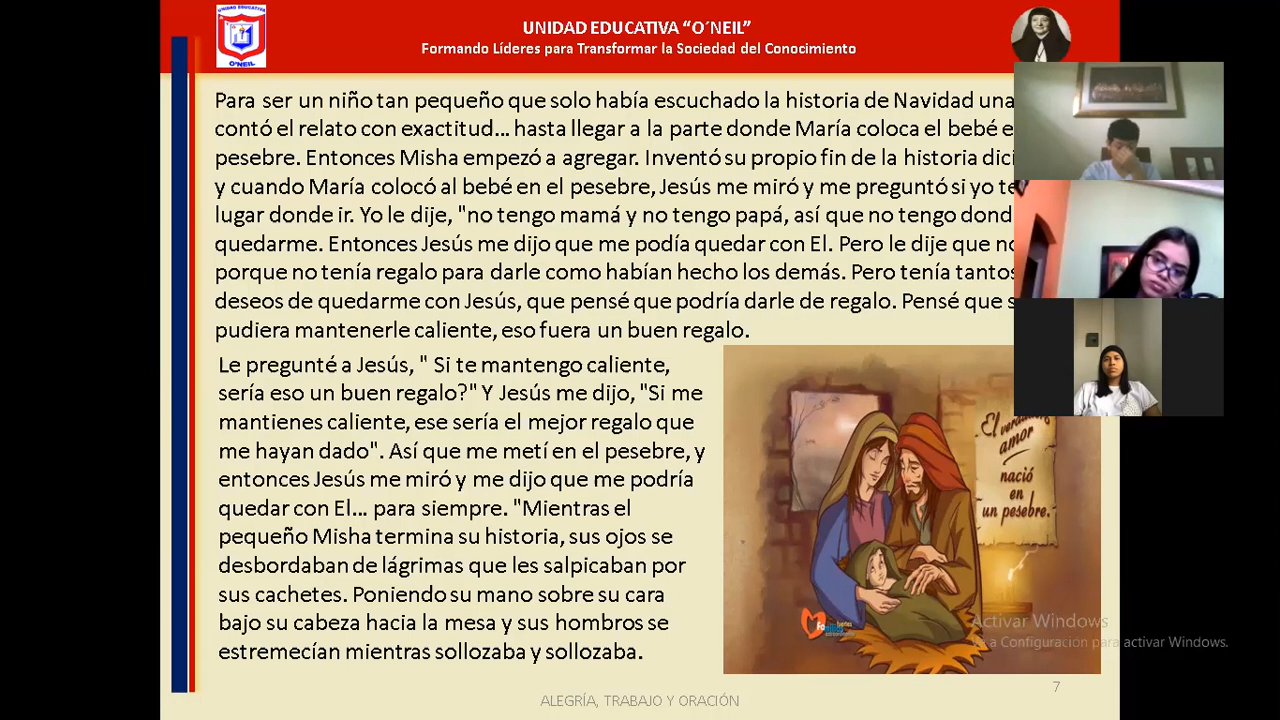 UNIDAD EDUCATIVA
O´NEIL
UNIDAD EDUCATIVA “O´NEIL”
Formando Líderes para Transformar la Sociedad del Conocimiento
Para ser un niño tan pequeño que solo había escuchado la historia de Navidad una
contó el relato con exactitud... hasta llegar a la parte donde María coloca el bebé e
pesebre. Entonces Misha empezó a agregar. Inventó su propio fin de la historia dici
y cuando María colocó al bebé en el pesebre, Jesús me miró y me preguntó si yo te
lugar donde ir. Yo le dije, "no tengo mamá y no tengo papá, así que no tengo dond
quedarme. Entonces Jesús me dijo que me podía quedar con El. Pero le dije que no
porque no tenía regalo para darle como habían hecho los demás. Pero tenía tantos
deseos de quedarme con Jesús, que pensé que podría darle de regalo. Pensé que s
pudiera mantenerle caliente, eso fuera un buen regalo.
Le pregunté a Jesús, " Si te mantengo caliente,
sería eso un buen regalo?" Y Jesús me dijo, "Si me
mantienes caliente, ese sería el mejor regalo que
me hayan dado". Así que me metí en el pesebre, y
entonces Jesús me miró y me dijo que me podría
quedar con El... para siempre. "Mientras el
pequeño Misha termina su historia, sus ojos se
desbordaban de lágrimas que les salpicaban por
sus cachetes. Poniendo su mano sobre su cara
bajo su cabeza hacia la mesa y sus hombros se
estremecían mientras sollozaba y sollozaba.
El
amor
nació
en
un pesebre.
Activar Windows
Ve a Configuración para activar Windows.
7
ALEGRÍA, TRABAJO Y ORACIÓN